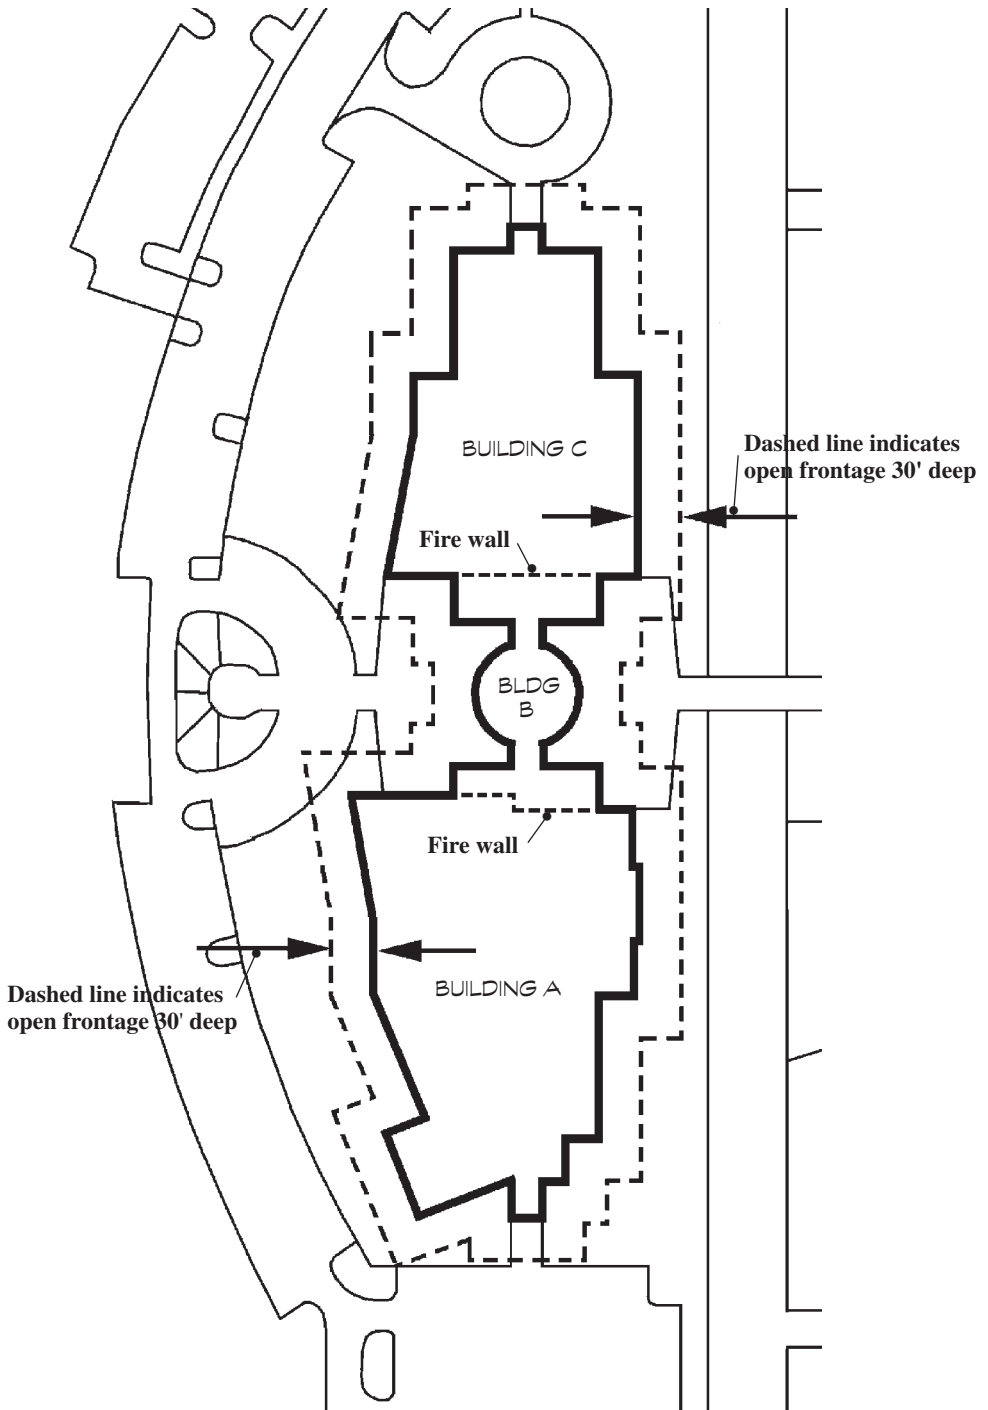 BUILDING C
Dashed line indicates
open frontage 30' deep
Fire wall
BLDG
B
Fire wall
BUILDING A
Dashed line indicates
open frontage 30' deep